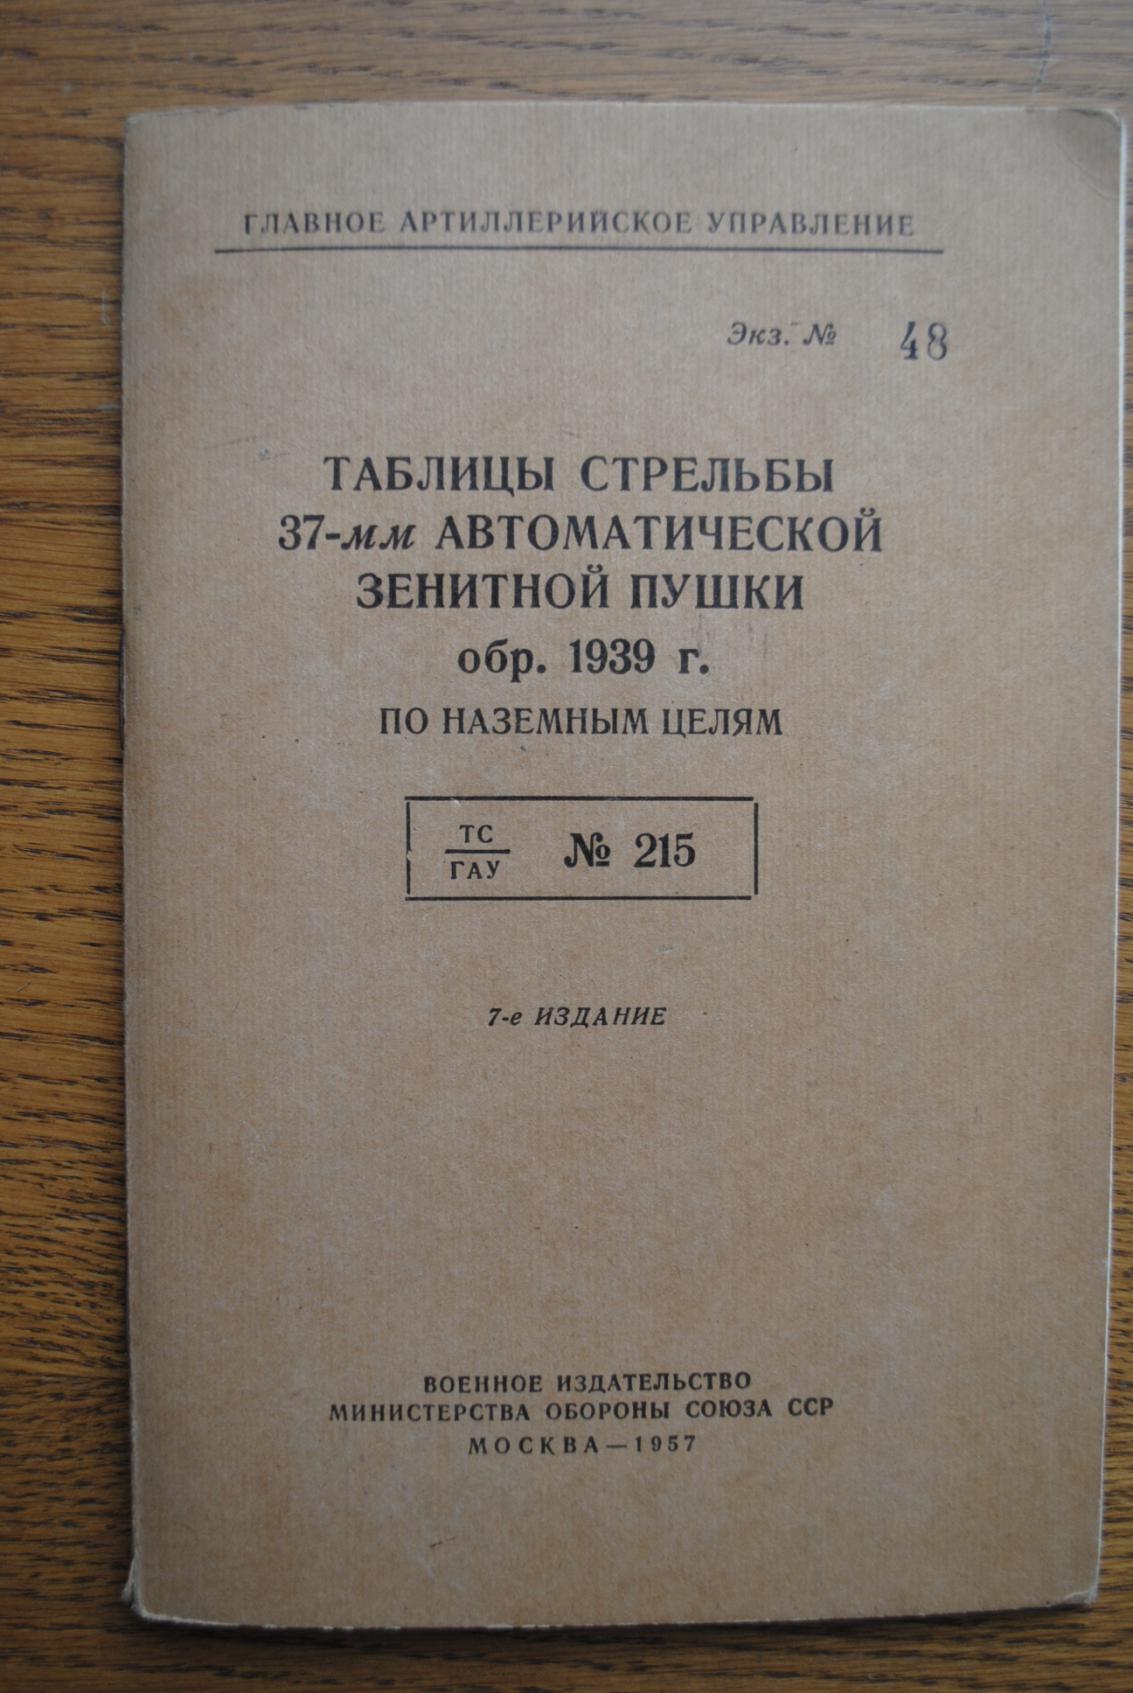 ГЛАВНОЕ АРТИЛЛЕРИЙСКОЕ УПРАВЛЕНИЕ
Экз. № 48
ТАБЛИЦЫ СТРЕЛЬБЫ
37-мм АВТОМАТИЧЕСКОЙ
ЗЕНИТНОЙ ПУШКИ
обр. 1939 г.
ПО НАЗЕМНЫМ ЦЕЛЯМ
ТС
ГАУ
№ 215
7-е ИЗДАНИЕ
ВОЕННОЕ ИЗДАТЕЛЬСТВО
МИНИСТЕРСТВА ОБОРОНЫ СОЮЗА ССР
МОСКВА—1957